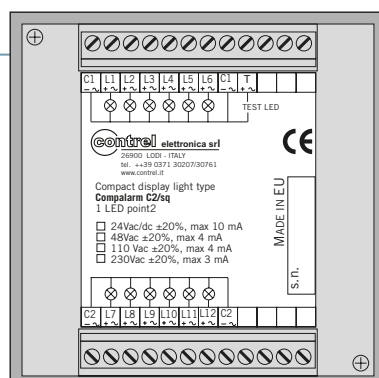 C1 L1 L2 L3 L4 L5 L6 C1 T
− ~ + ~ + ~ + ~ + ~ + ~ + ~ − ~ + ~
TEST LED
contrel elettronica srl
26900 LODI - ITALY
tel. ++39 0371 30207/30761
www.contrel.it
CE
Compact display light type
Compalarm C2/sq
1 LED point2
24Vac/dc ±20%, max 10 mA
48Vac ±20%, max 4 mA
110 Vac ±20%, max 4 mA
230Vac ±20%, max 3 mA
MADE IN EU
s.n.
C2 L7 L8 L9 L10 L11 L12 C2
− ~ + ~ + ~ + ~ + ~ + ~ + ~ − ~